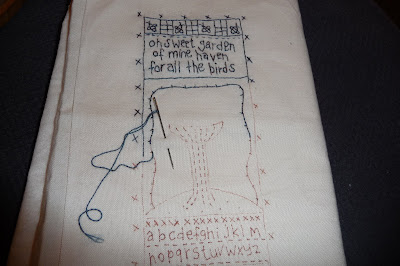 oh sweet garden
of mine haven
for all the birds
abcdefghijklm
nopqrstuvwxyz